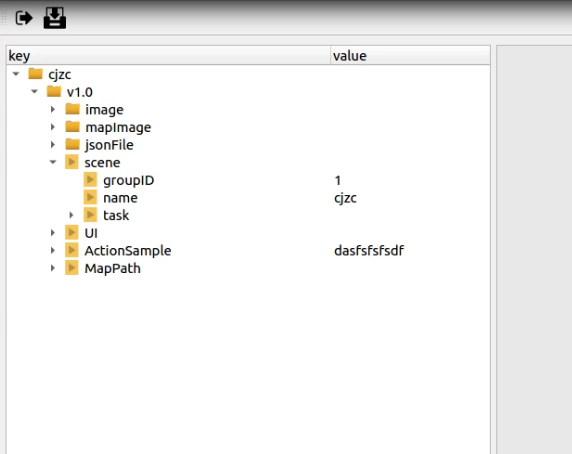 key value
cjzc
v1.0
image
mapImage
jsonFile
scene
groupID 1
name cjzc
task
UI
ActionSample dasfsfsfsdf
MapPath